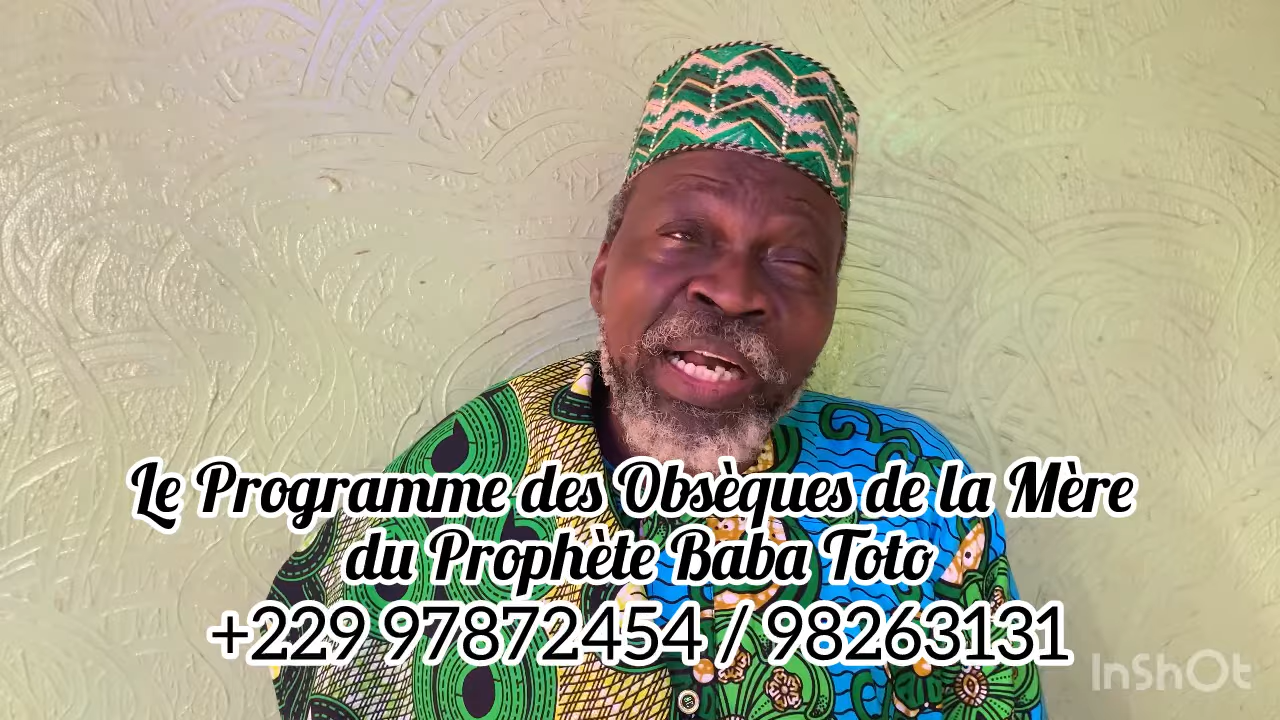 Le Programme des Obsèques de la Mère
du Prophète Baba Toto
+229 97872454 / 98263131
InShOt